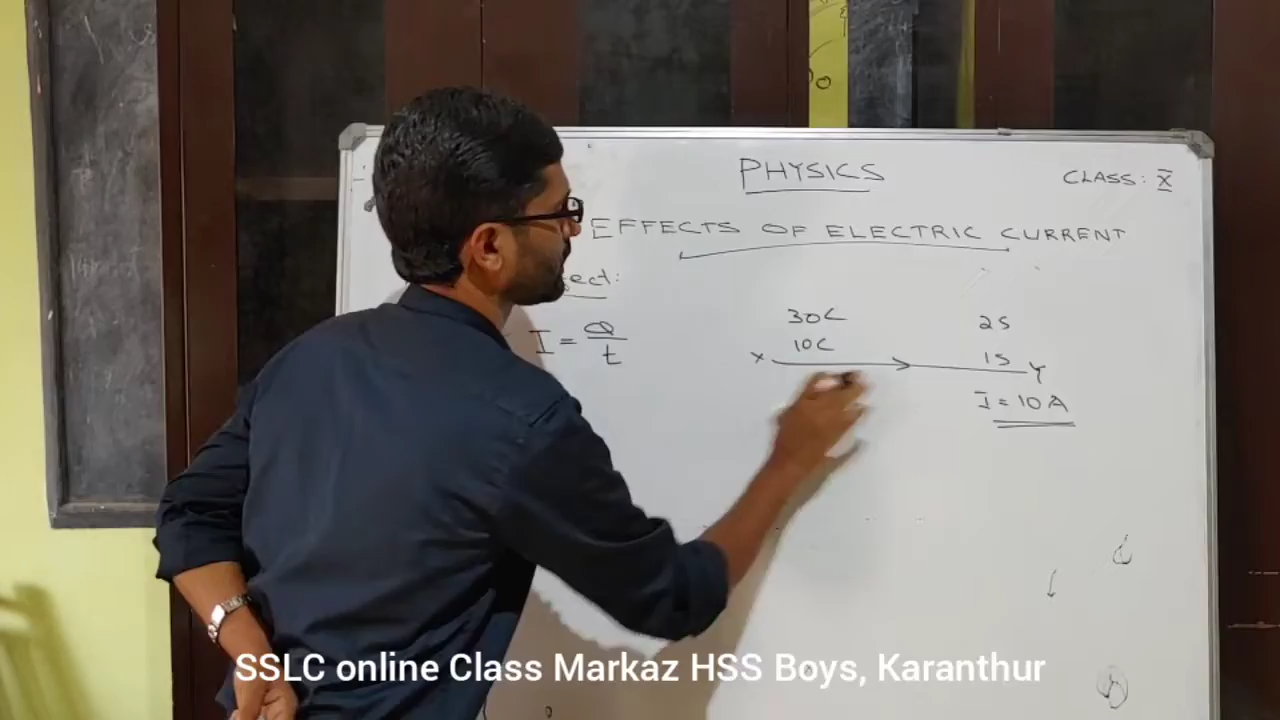 PHYSICS
CLASS: X
EFFECTS OF ELECTRIC CURRENT
I = Q/t
30C 2S
10C 1S
X Y
I = 10A
SSLC online Class Markaz HSS Boys, Karanthur